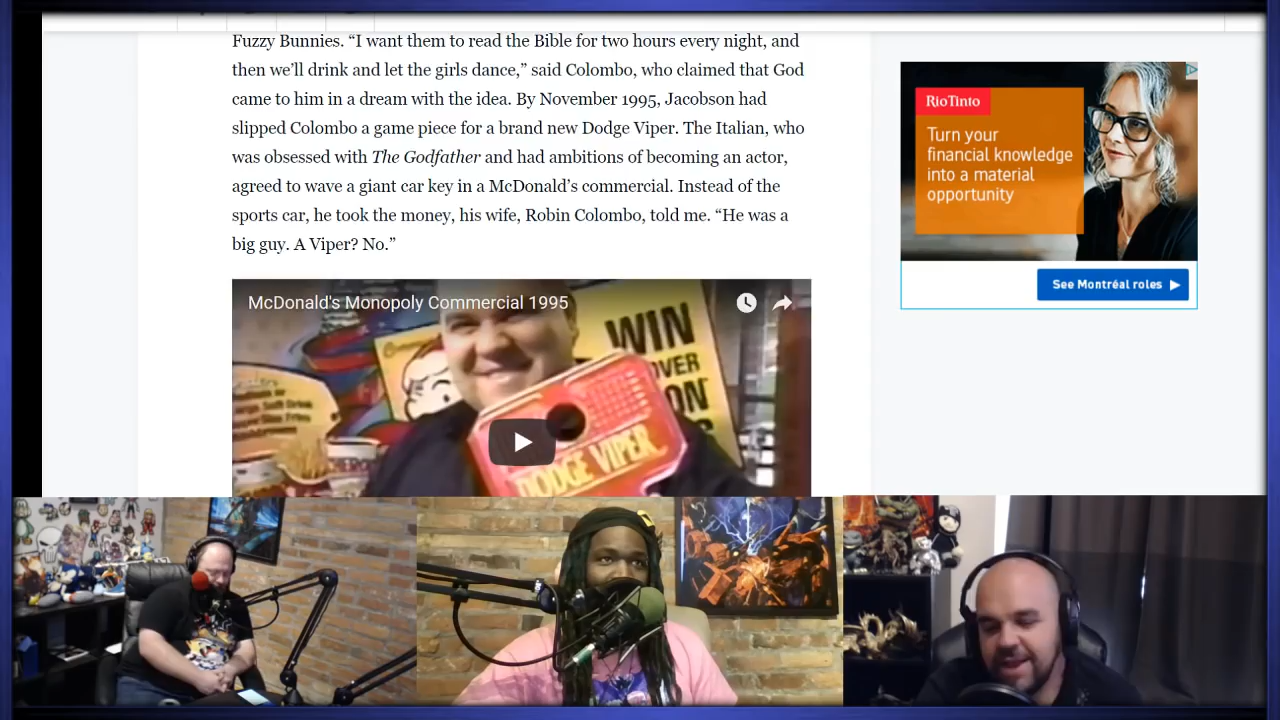 Fuzzy Bunnies. “I want them to read the Bible for two hours every night, and
then we’ll drink and let the girls dance,” said Colombo, who claimed that God
came to him in a dream with the idea. By November 1995, Jacobson had
slipped Colombo a game piece for a brand new Dodge Viper. The Italian, who
was obsessed with The Godfather and had ambitions of becoming an actor,
agreed to wave a giant car key in a McDonald’s commercial. Instead of the
sports car, he took the money, his wife, Robin Colombo, told me. “He was a
big guy. A Viper? No.”
RioTinto
Turn your
financial knowledge
into a material
opportunity
See Montréal roles
McDonald's Monopoly Commercial 1995
WIN
OVER
DODGE VIPER